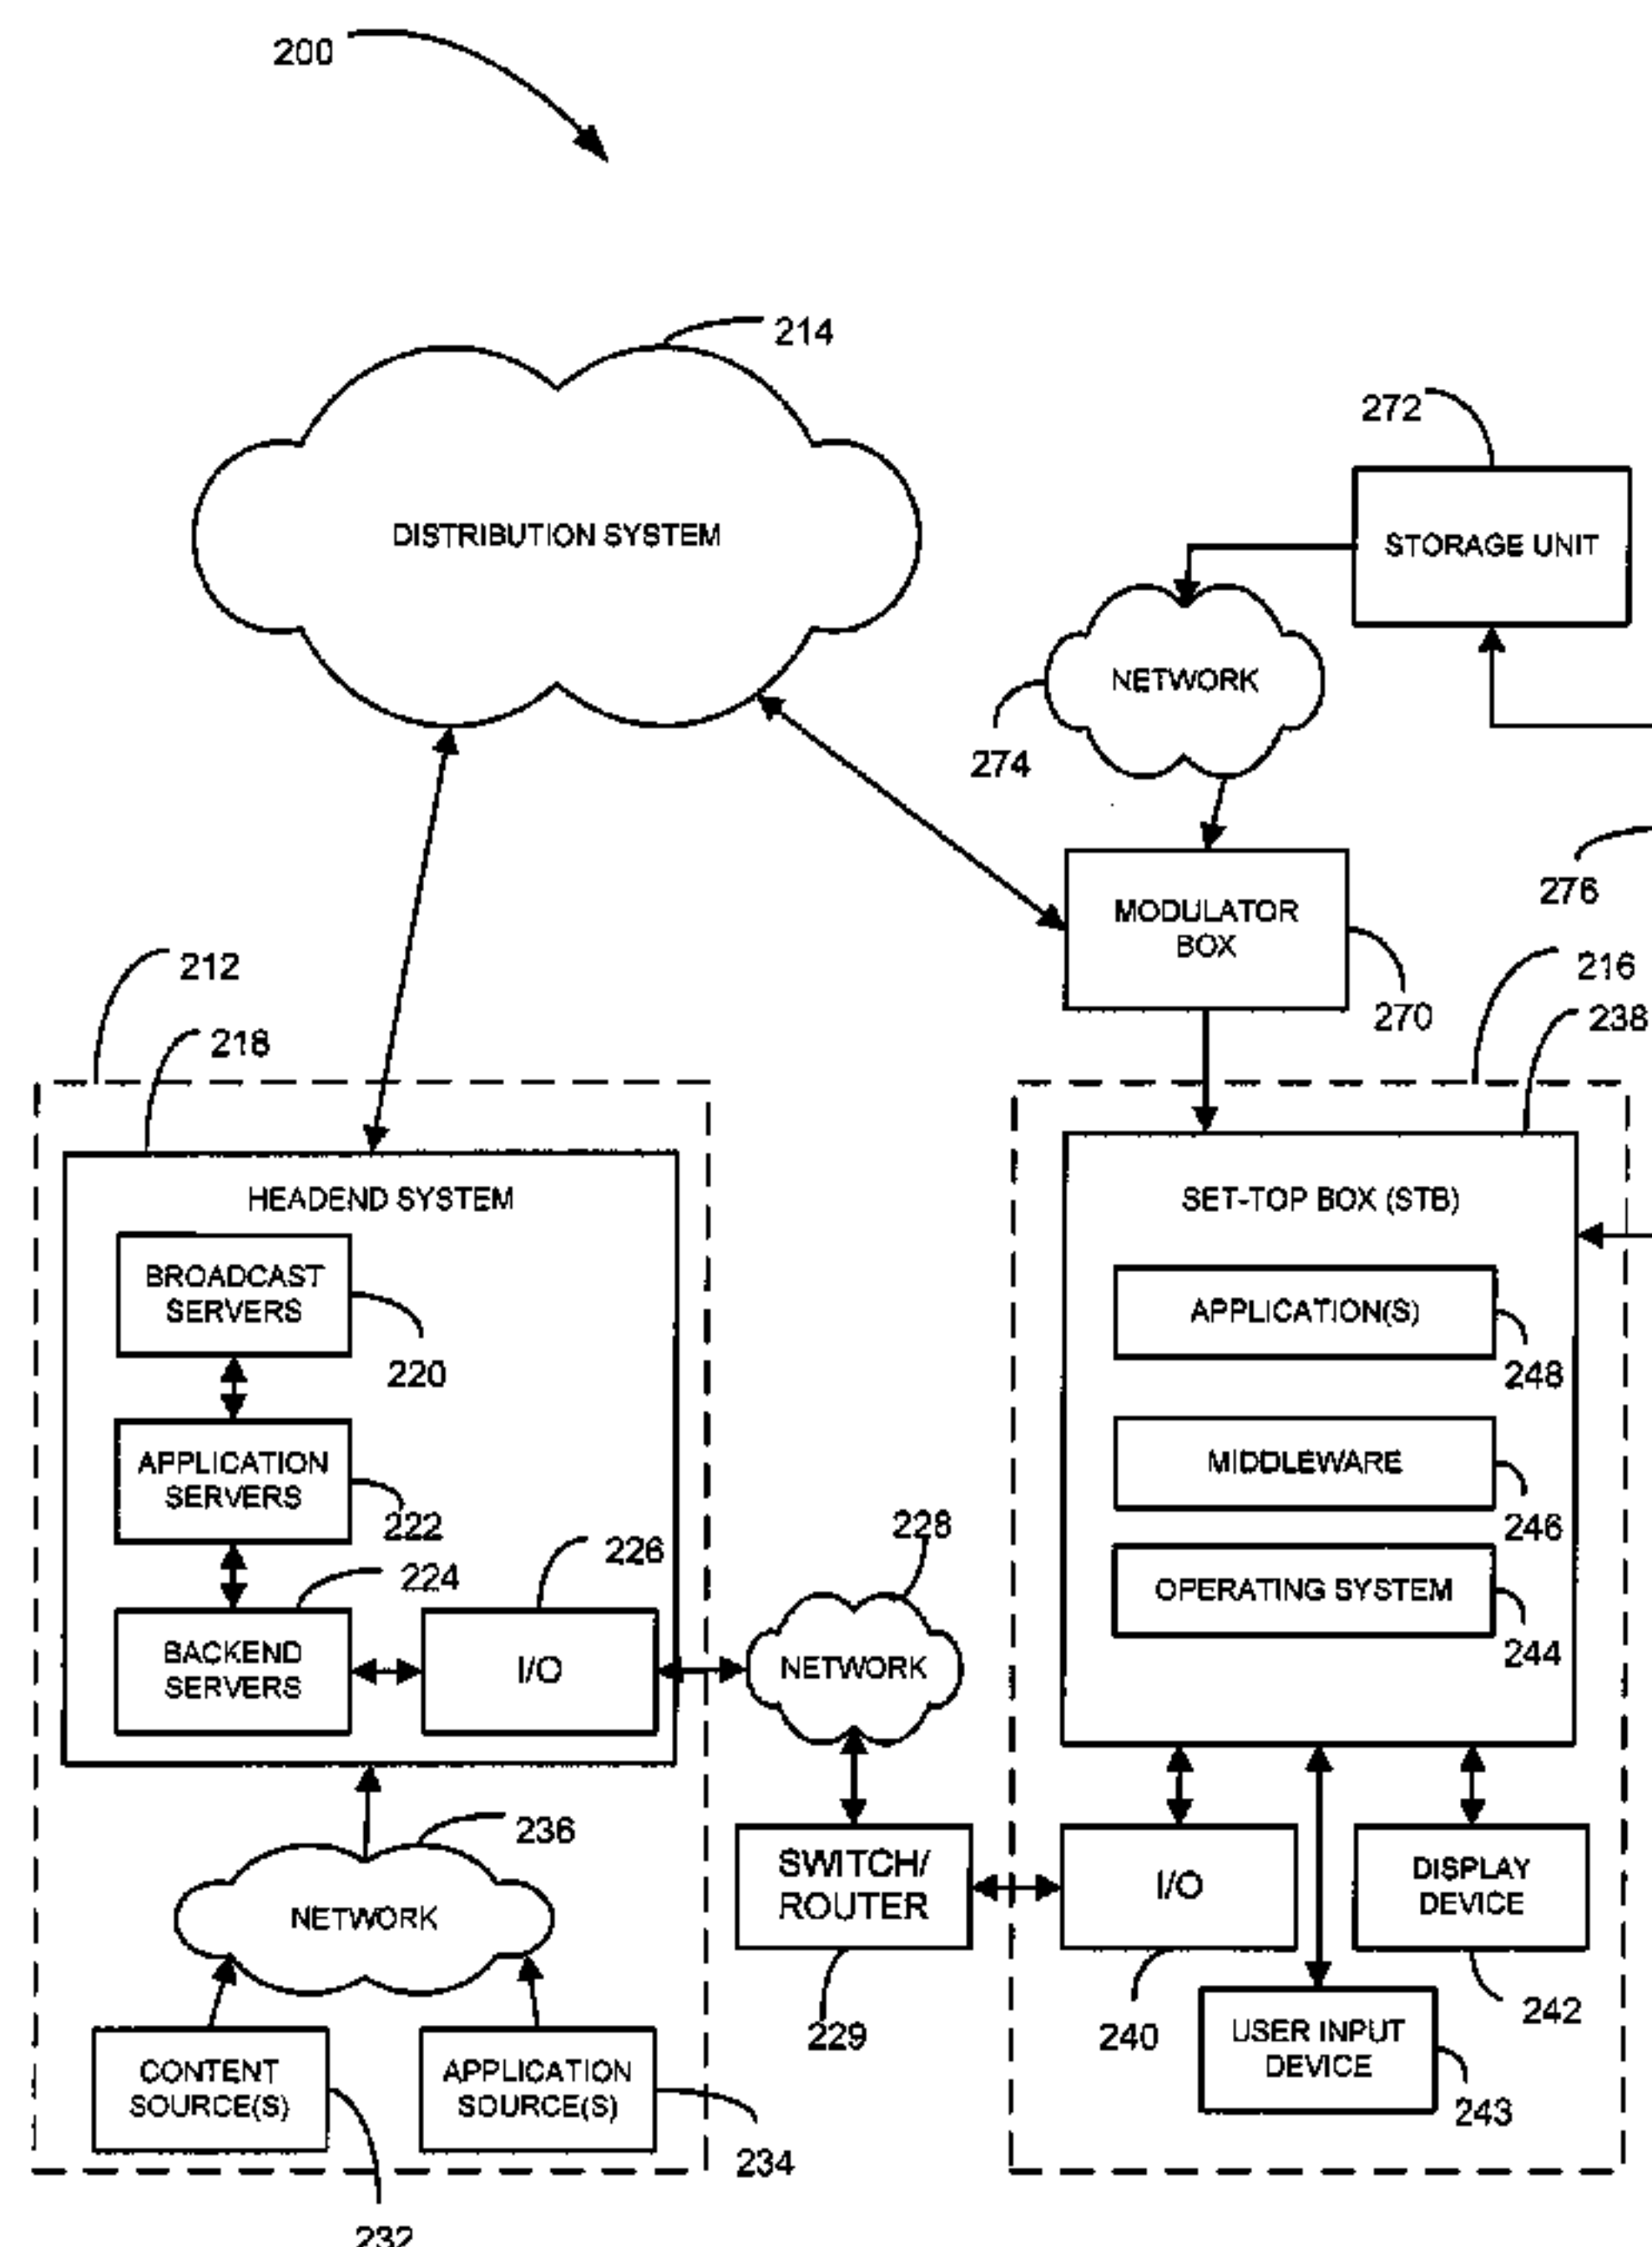 200
214
DISTRIBUTION SYSTEM
272
STORAGE UNIT
NETWORK
274
276
MODULATOR
BOX
270
212
218
216
238
HEADEND SYSTEM
BROADCAST
SERVERS
220
APPLICATION
SERVERS
222
224
BACKEND
SERVERS
226
I/O
228
NETWORK
SET-TOP BOX (STB)
APPLICATION(S)
248
MIDDLEWARE
246
OPERATING SYSTEM
244
236
NETWORK
SWITCH/
ROUTER
229
I/O
240
DISPLAY
DEVICE
242
USER INPUT
DEVICE
243
CONTENT
SOURCE(S)
232
APPLICATION
SOURCE(S)
234